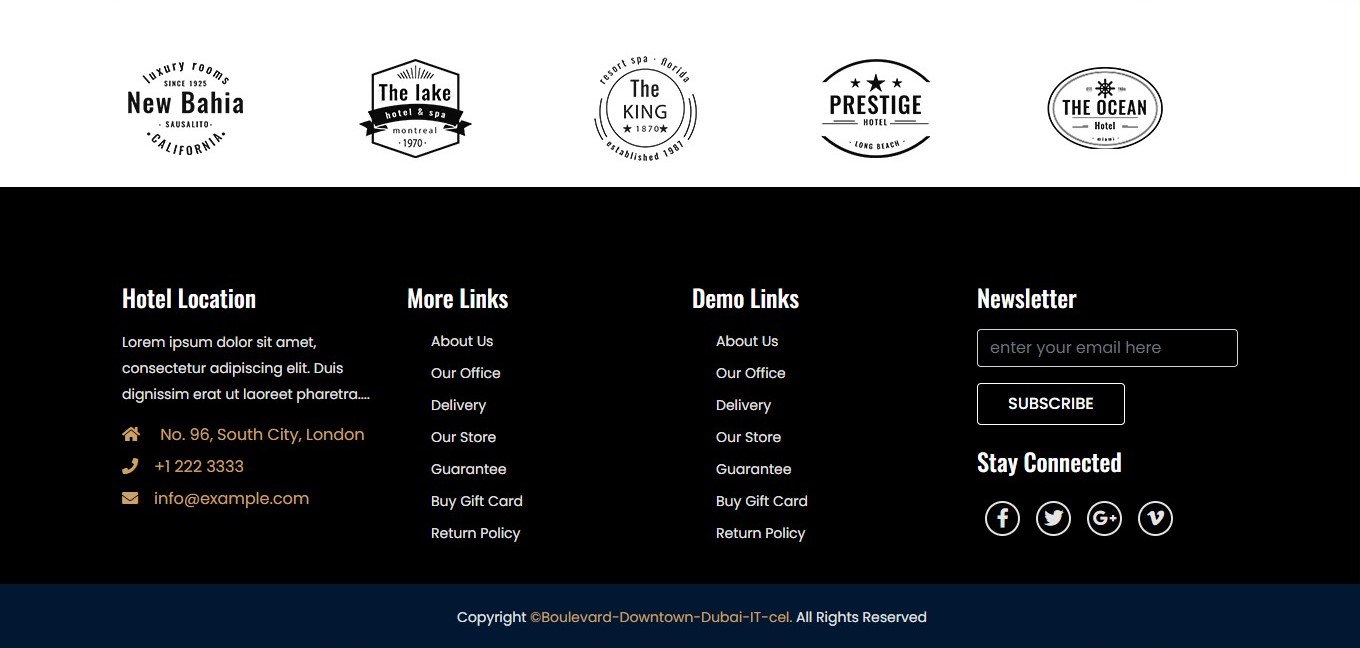 luxury rooms
SINCE 1925
New Bahia
· SAUSALITO ·
• CALIFORNIA •
The lake
hotel & spa
montreal
· 1970 ·
resort spa · florida
The
KING
★ 1870 ★
established 1987
★ ★ ★
PRESTIGE
HOTEL
· LONG BEACH ·
THE OCEAN
Hotel
· miami ·
Hotel Location
Lorem ipsum dolor sit amet,
consectetur adipiscing elit. Duis
dignissim erat ut laoreet pharetra....
No. 96, South City, London
+1 222 3333
info@example.com
More Links
About Us
Our Office
Delivery
Our Store
Guarantee
Buy Gift Card
Return Policy
Demo Links
About Us
Our Office
Delivery
Our Store
Guarantee
Buy Gift Card
Return Policy
Newsletter
enter your email here
SUBSCRIBE
Stay Connected
Copyright ©Boulevard-Downtown-Dubai-IT-cel. All Rights Reserved